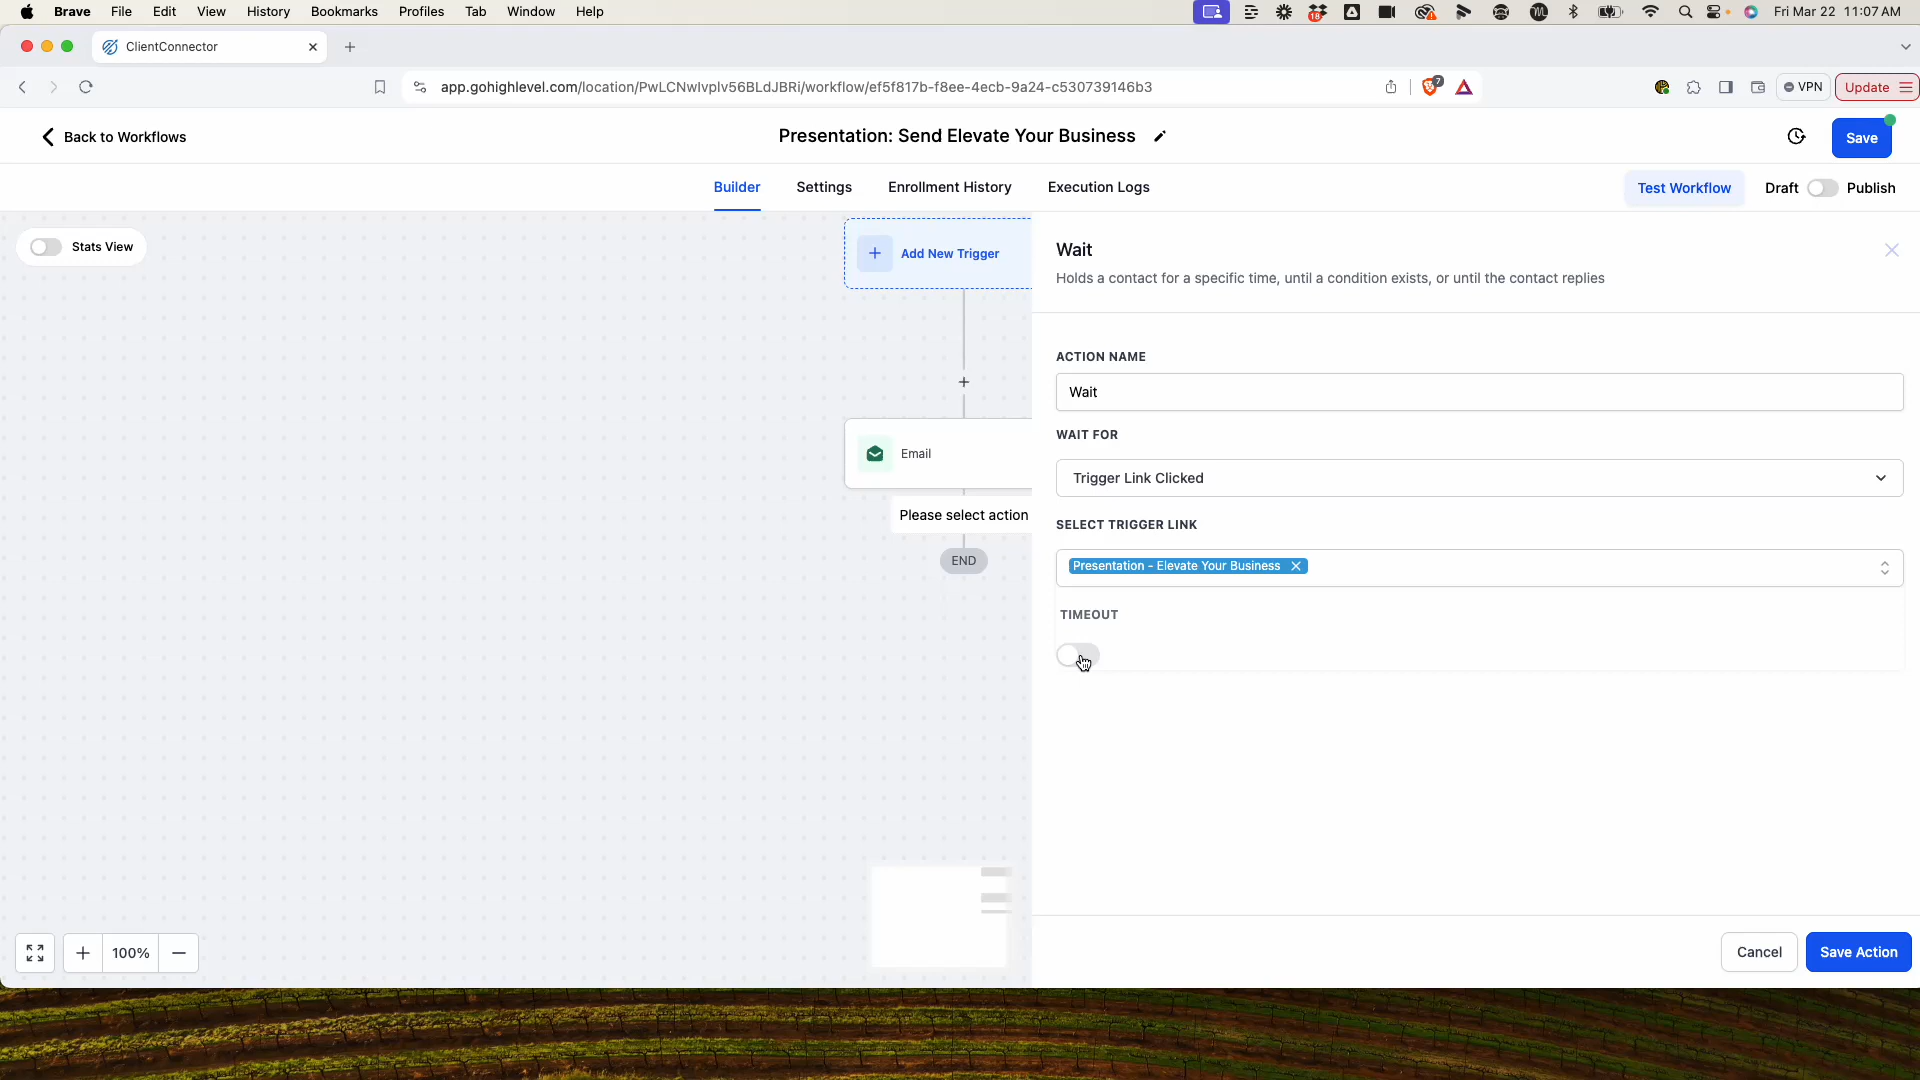 Brave File Edit View History Bookmarks Profiles Tab Window Help
18
Fri Mar 22 11:07 AM
ClientConnector
app.gohighlevel.com/location/PwLCNwIvplv56BLdJBRi/workflow/ef5f817b-f8ee-4ecb-9a24-c530739146b3
7
VPN
Update
Back to Workflows
Presentation: Send Elevate Your Business
Save
Builder Settings Enrollment History Execution Logs
Test Workflow
Draft
Publish
Stats View
Add New Trigger
Email
Please select action
END
100%
Wait
Holds a contact for a specific time, until a condition exists, or until the contact replies
ACTION NAME
Wait
WAIT FOR
Trigger Link Clicked
SELECT TRIGGER LINK
Presentation - Elevate Your Business
TIMEOUT
Cancel
Save Action